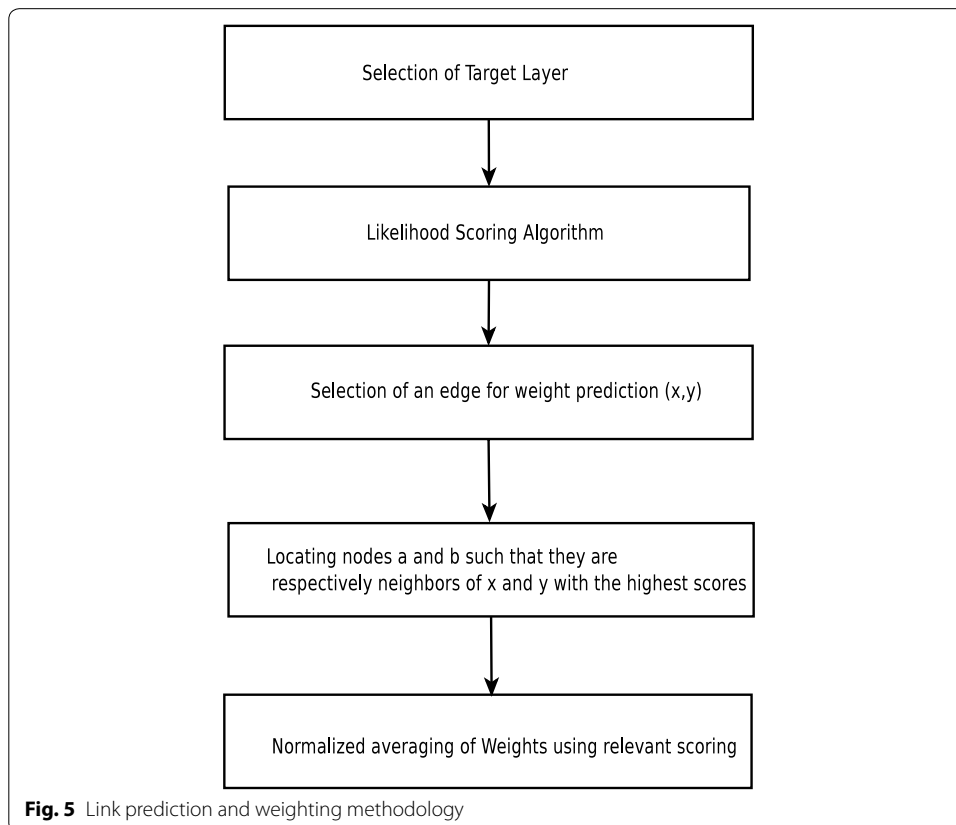 Selection of Target Layer
Likelihood Scoring Algorithm
Selection of an edge for weight prediction (x,y)
Locating nodes a and b such that they are
respectively neighbors of x and y with the highest scores
Normalized averaging of Weights using relevant scoring
Fig. 5 Link prediction and weighting methodology